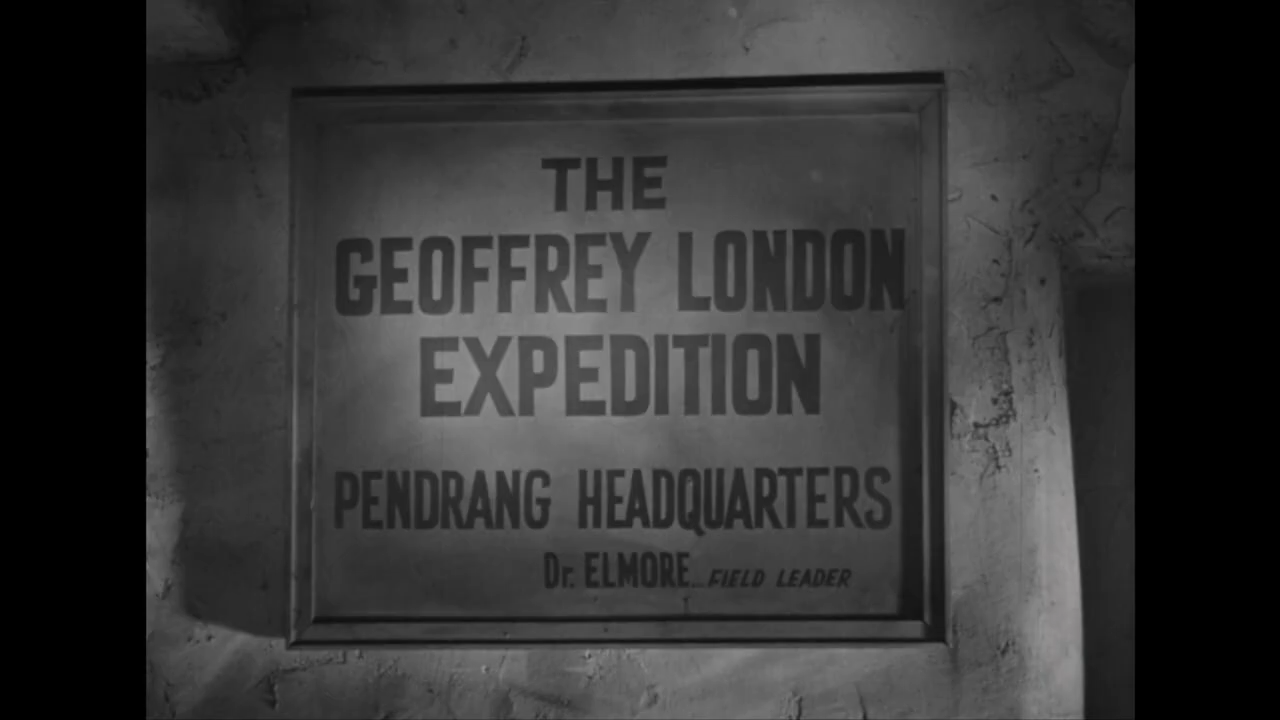 THE
GEOFFREY LONDON
EXPEDITION
PENDRANG HEADQUARTERS
Dr. ELMORE...FIELD LEADER